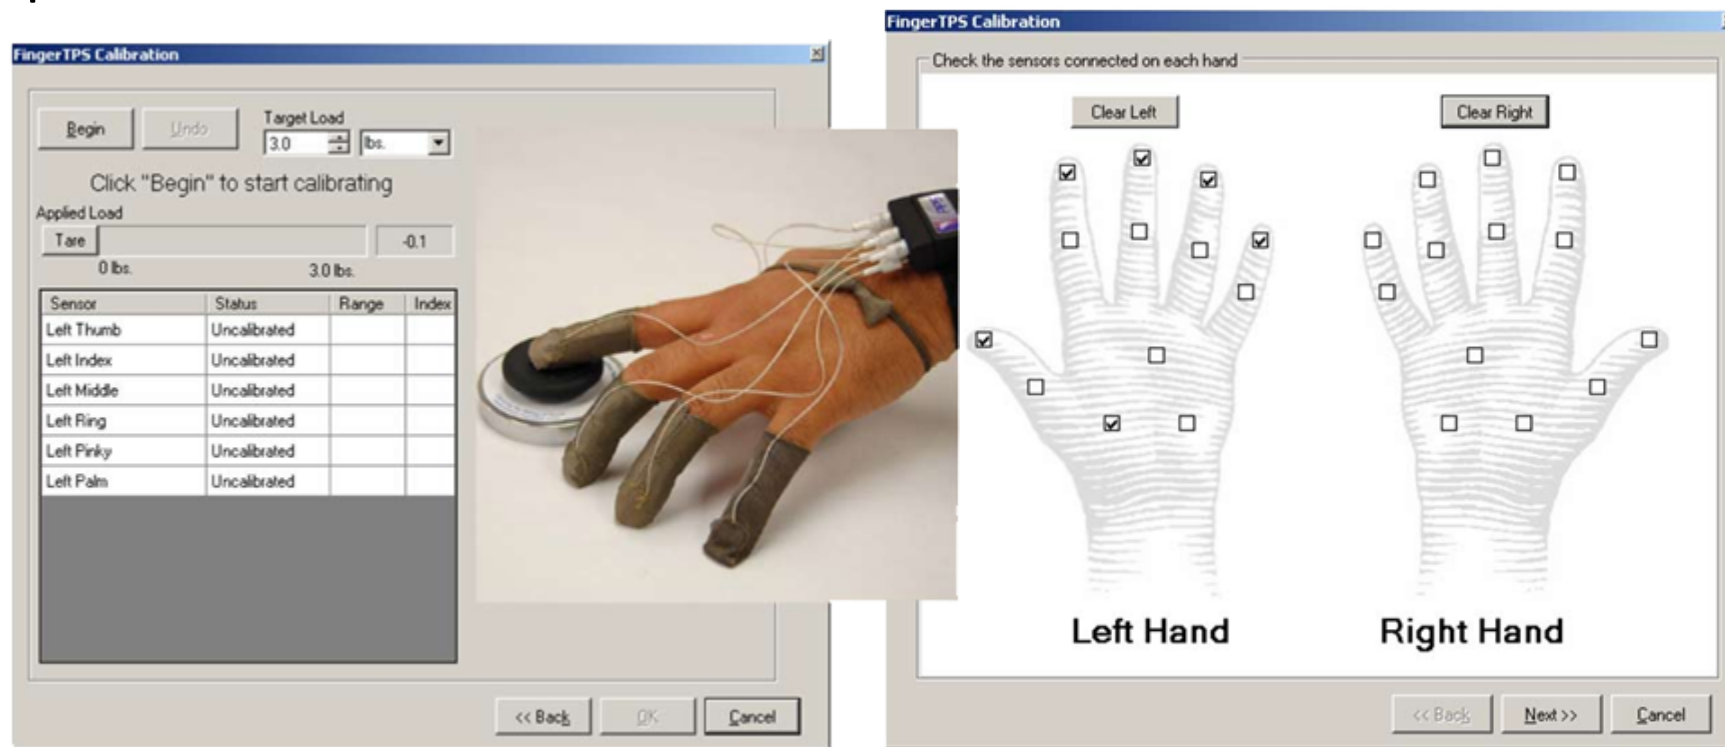 FingerTPS Calibration
Begin
Undo
Target Load
3.0
lbs.
Click "Begin" to start calibrating
Applied Load
Tare
-0.1
0 lbs.
3.0 lbs.
Sensor Status Range Index
Left Thumb Uncalibrated
Left Index Uncalibrated
Left Middle Uncalibrated
Left Ring Uncalibrated
Left Pinky Uncalibrated
Left Palm Uncalibrated
<< Back
OK
Cancel
FingerTPS Calibration
Check the sensors connected on each hand
Clear Left
Clear Right
Left Hand
Right Hand
<< Back
Next >>
Cancel